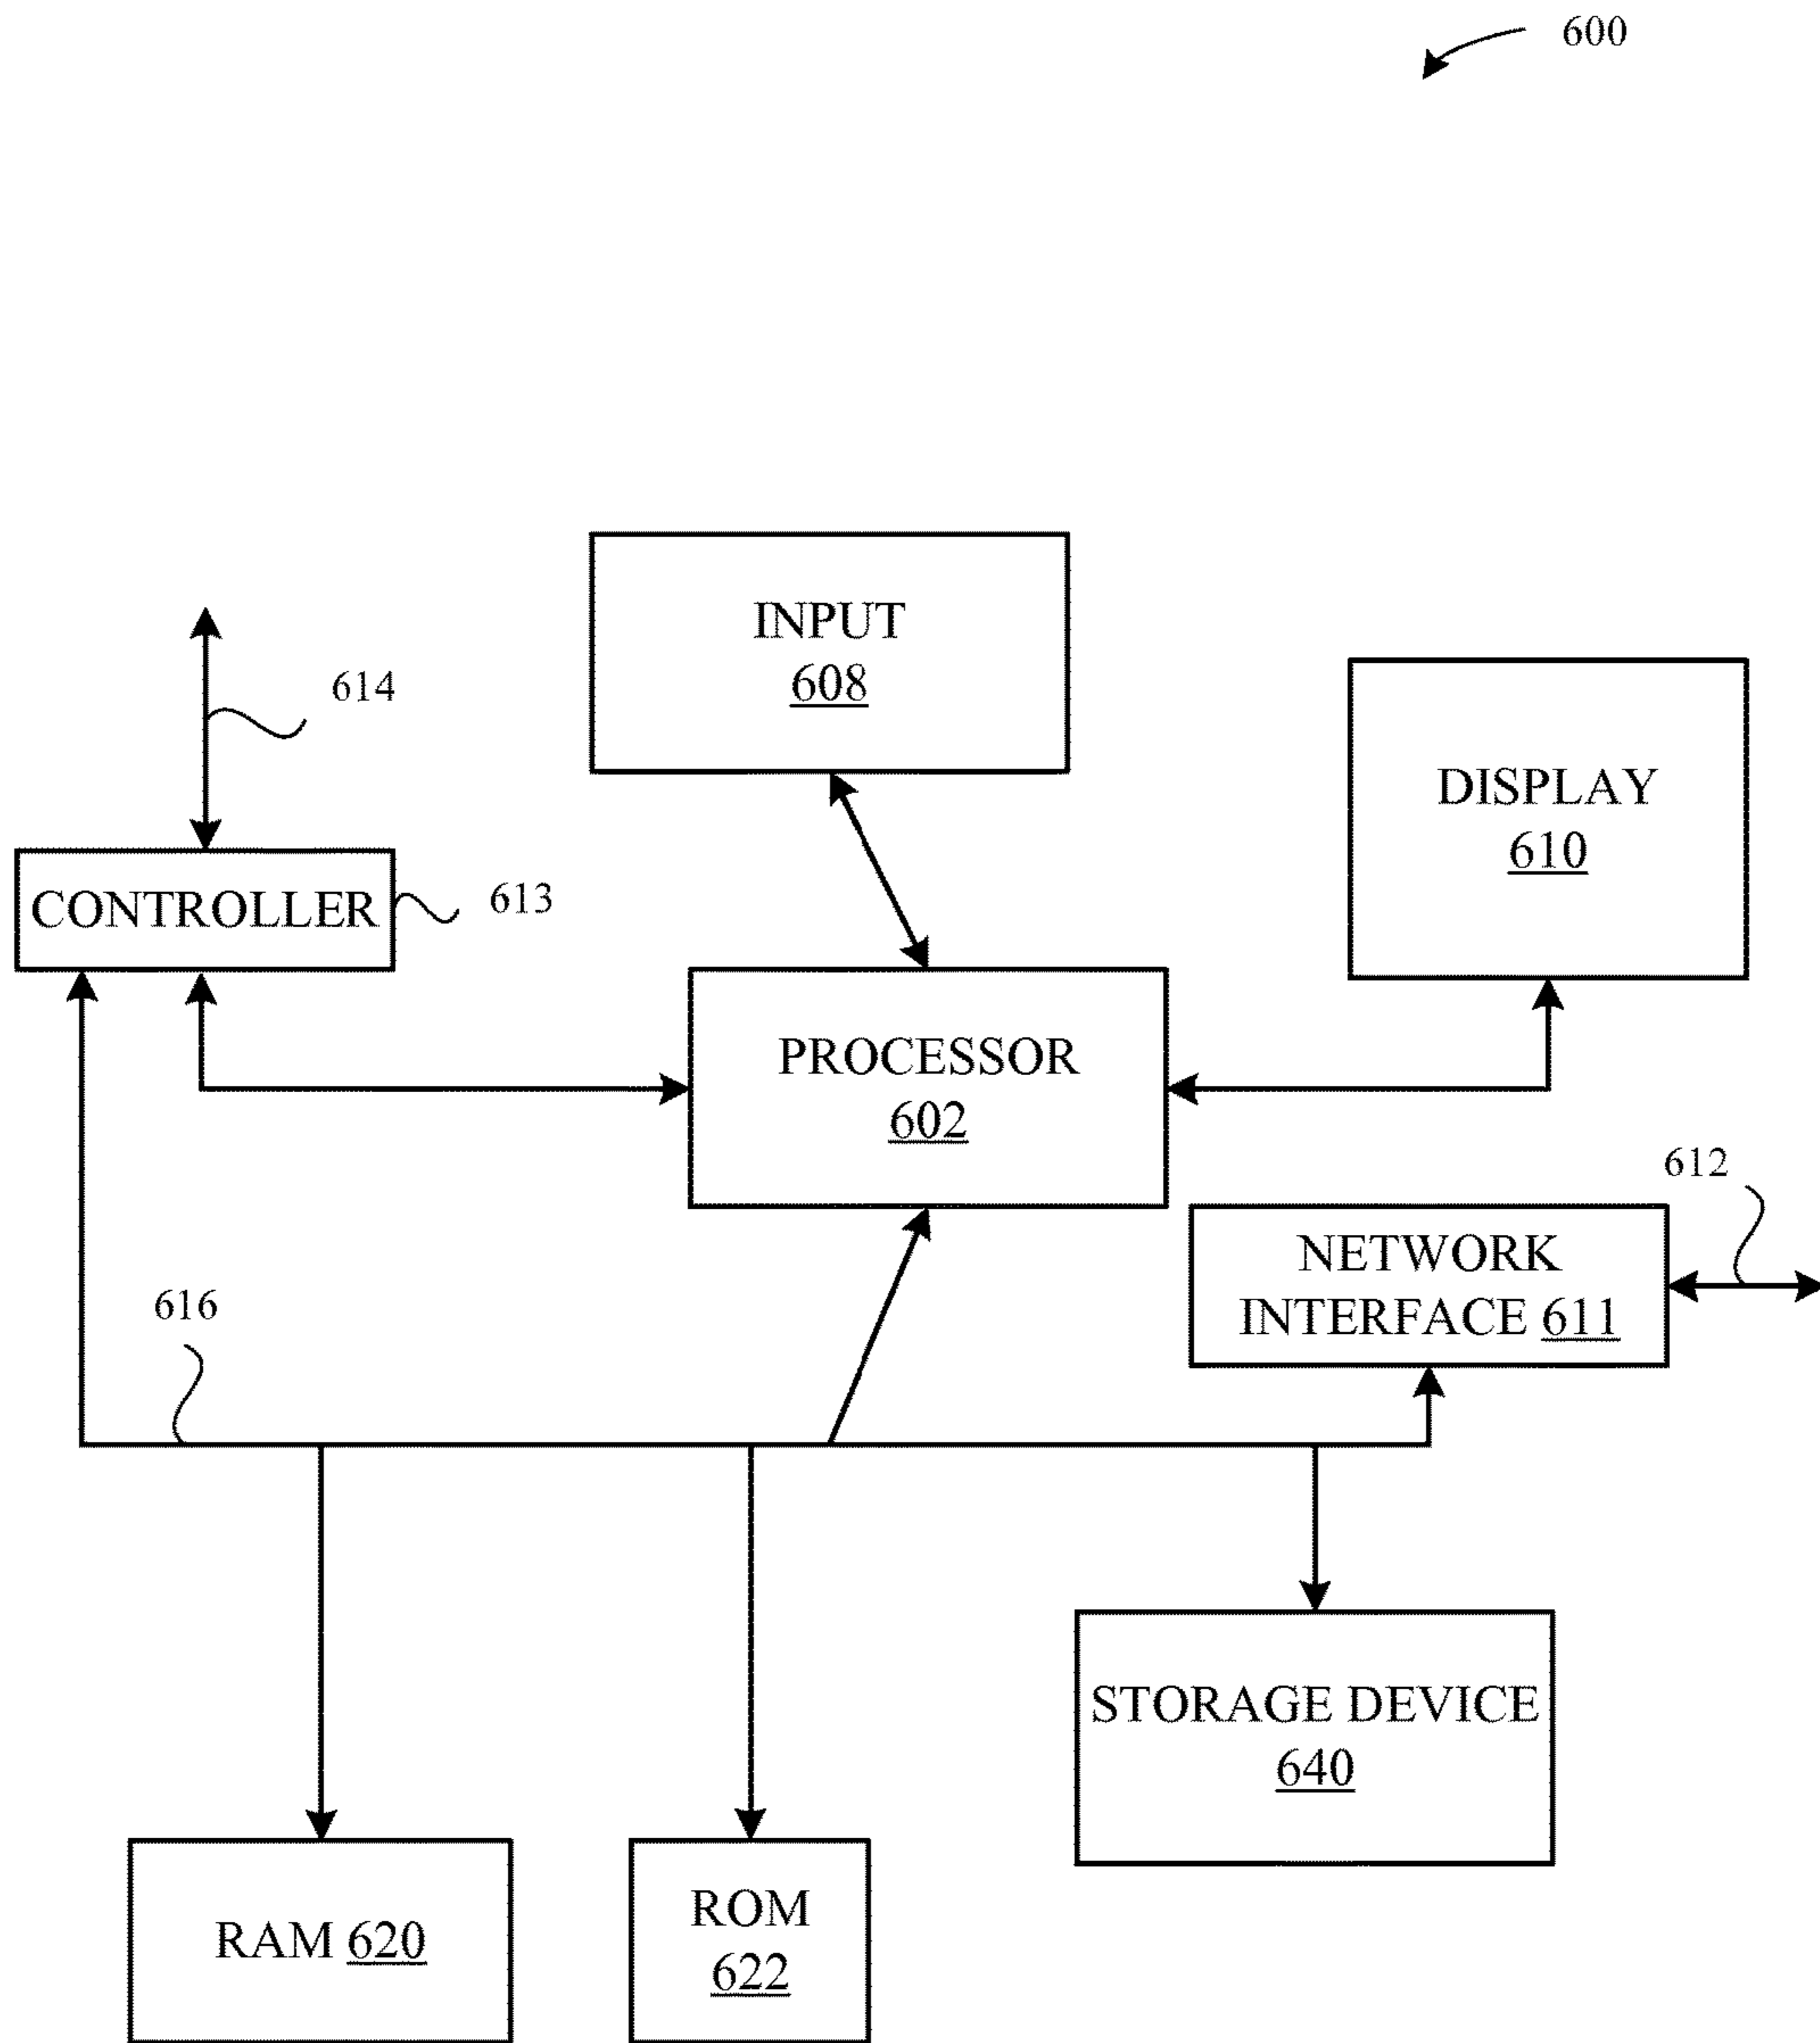 600
INPUT
608
614
DISPLAY
610
CONTROLLER
613
PROCESSOR
602
612
NETWORK
INTERFACE 611
616
STORAGE DEVICE
640
RAM 620
ROM
622